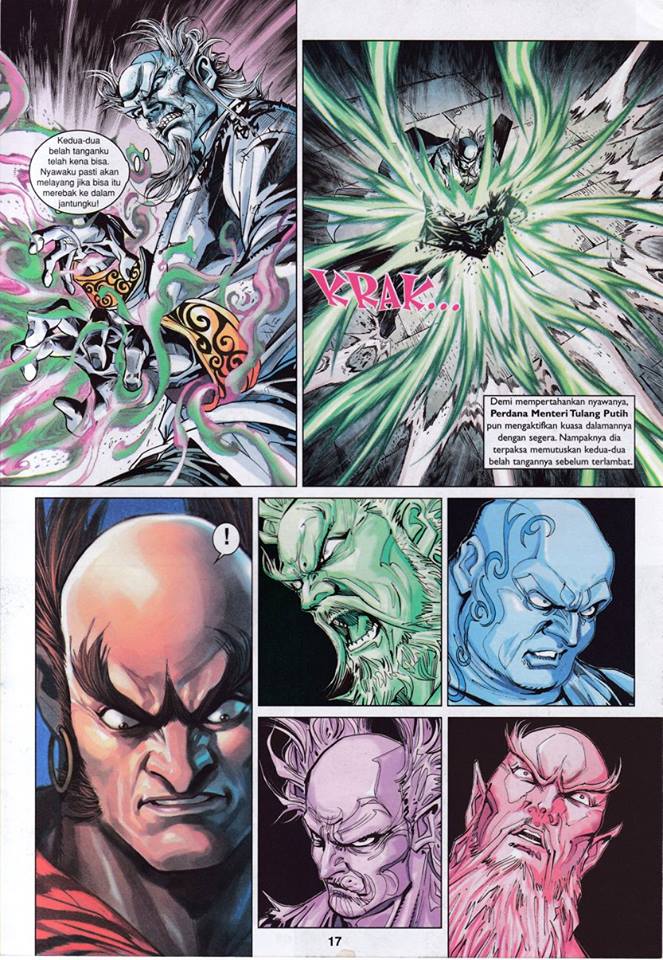 Kedua-dua
belah tanganku
telah kena bisa.
Nyawaku pasti akan
melayang jika bisa itu
merebak ke dalam
jantungku!
KRAK...
Demi mempertahankan nyawanya,
Perdana Menteri Tulang Putih
pun mengaktifkan kuasa dalamannya
dengan segera. Nampaknya dia
terpaksa memutuskan kedua-dua
belah tangannya sebelum terlambat.
!
17